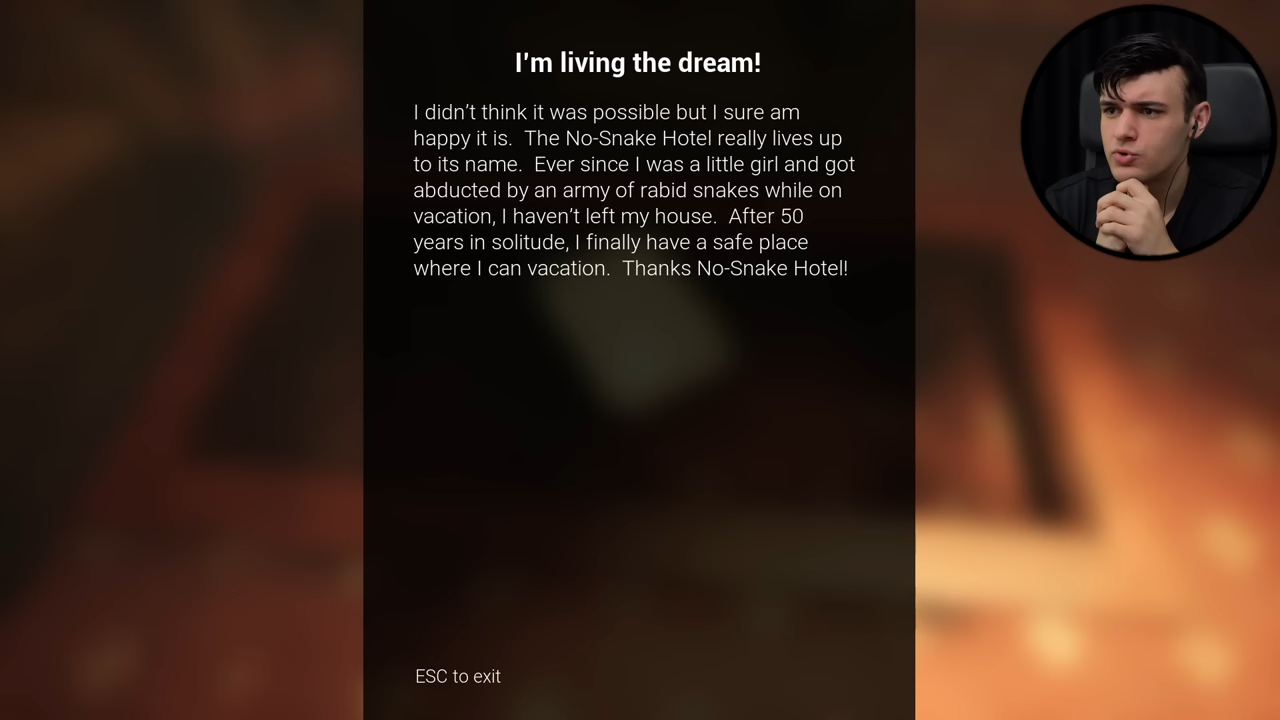 I'm living the dream!
I didn’t think it was possible but I sure am
happy it is.  The No-Snake Hotel really lives up
to its name.  Ever since I was a little girl and got
abducted by an army of rabid snakes while on
vacation, I haven’t left my house.  After 50
years in solitude, I finally have a safe place
where I can vacation.  Thanks No-Snake Hotel!
ESC to exit